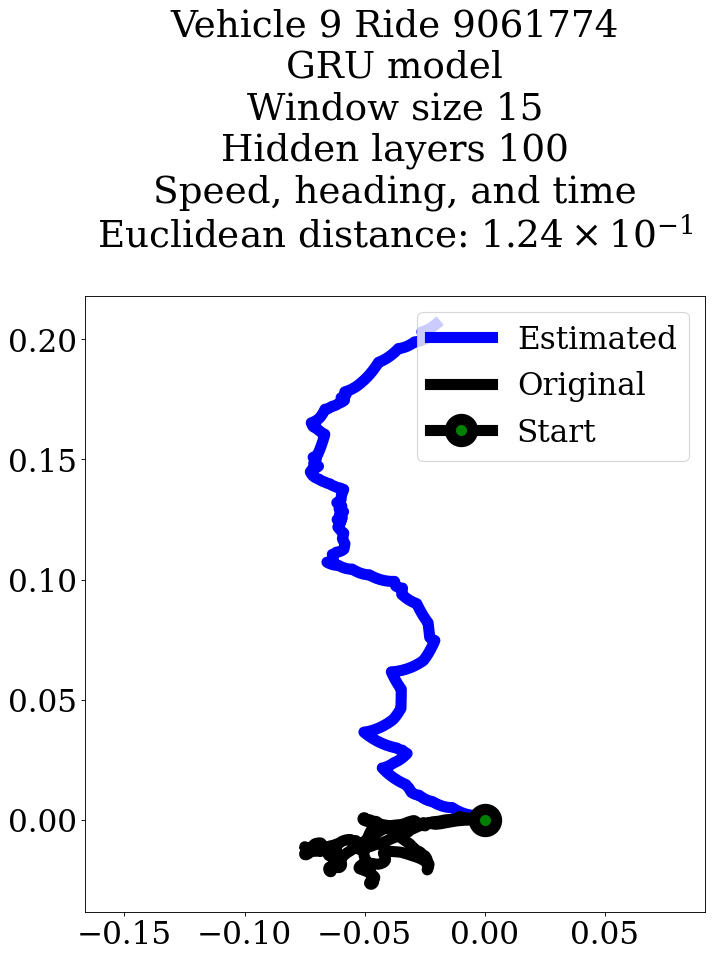 Vehicle 9 Ride 9061774
GRU model
Window size 15
Hidden layers 100
Speed, heading, and time
Euclidean distance: 1.24 × 10⁻¹
Estimated
Original
Start
0.20
0.15
0.10
0.05
0.00
−0.15 −0.10 −0.05 0.00 0.05